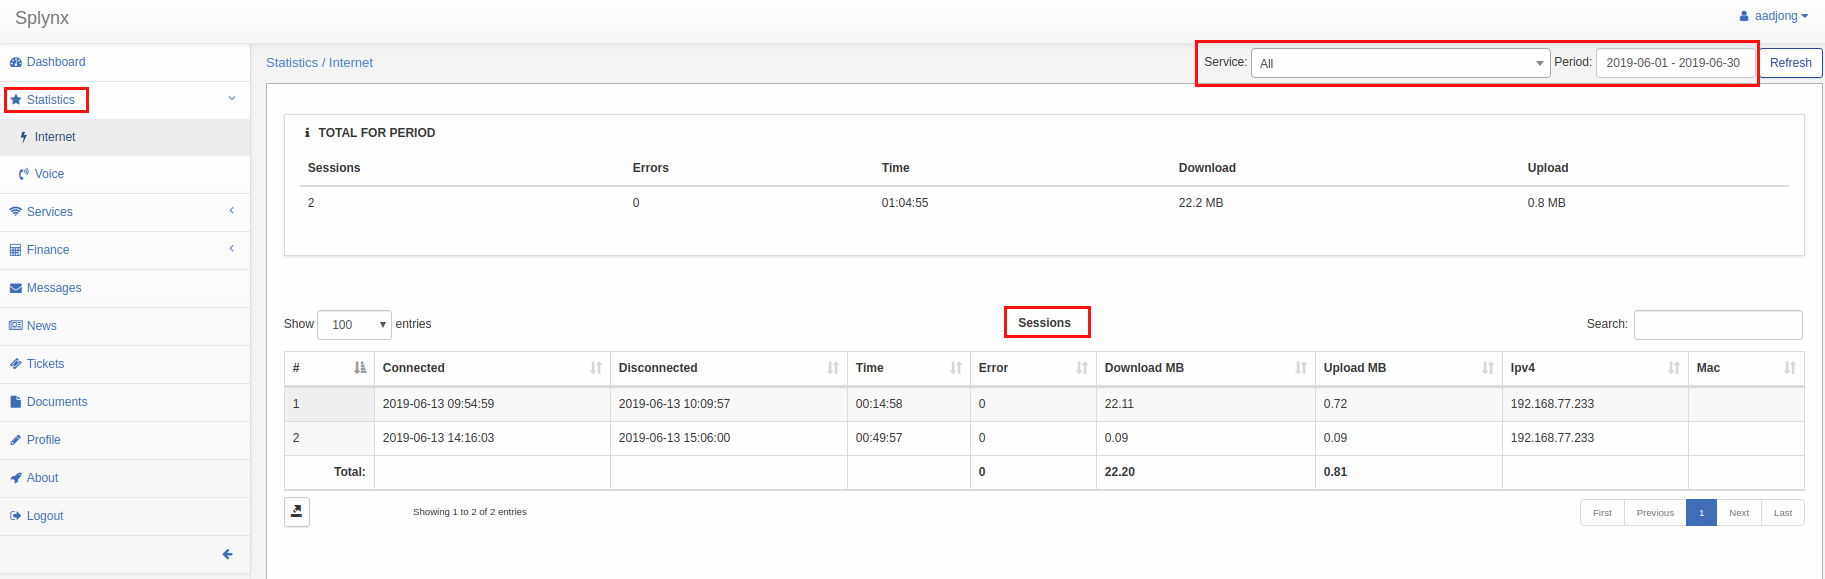 Splynx
aadjong
Dashboard
Statistics
Internet
Voice
Services
Finance
Messages
News
Tickets
Documents
Profile
About
Logout
Statistics / Internet
Service: All Period: 2019-06-01 - 2019-06-30 Refresh
TOTAL FOR PERIOD
Sessions Errors Time Download Upload
2 0 01:04:55 22.2 MB 0.8 MB
Show 100 entries Sessions Search:
# Connected Disconnected Time Error Download MB Upload MB Ipv4 Mac
1 2019-06-13 09:54:59 2019-06-13 10:09:57 00:14:58 0 22.11 0.72 192.168.77.233
2 2019-06-13 14:16:03 2019-06-13 15:06:00 00:49:57 0 0.09 0.09 192.168.77.233
Total: 0 22.20 0.81
Showing 1 to 2 of 2 entries First Previous 1 Next Last